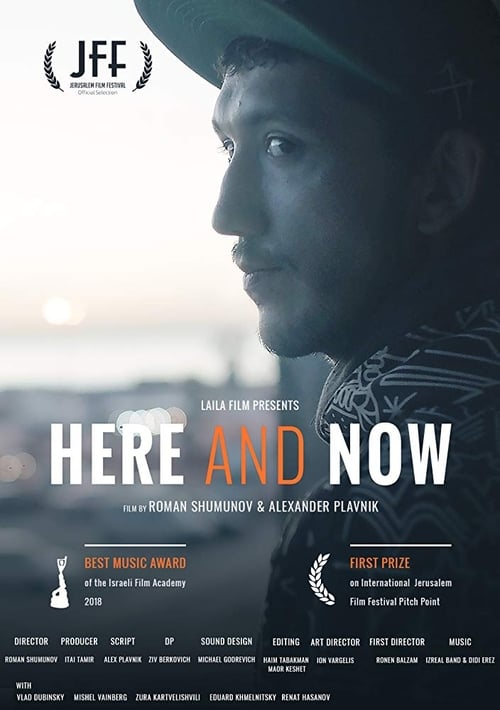 JFF
JERUSALEM FILM FESTIVAL
Official Selection
LAILA FILM PRESENTS
HERE AND NOW
FILM BY ROMAN SHUMUNOV & ALEXANDER PLAVNIK
BEST MUSIC AWARD
of the Israeli Film Academy
2018
FIRST PRIZE
on International Jerusalem
Film Festival Pitch Point
DIRECTOR PRODUCER SCRIPT DP SOUND DESIGN EDITING ART DIRECTOR FIRST DIRECTOR MUSIC
ROMAN SHUMUNOV ITAI TAMIR ALEX PLAVNIK ZIV BERKOVICH MICHAEL GOOREVICH HAIM TABAKMAN ION VARGELIS RONEN BALZAM IZREAL BAND & DIDI EREZ
MAOR KESHET
WITH
VLAD DUBINSKY MISHEL VAINBERG ZURA KARTVELISHVILI EDUARD KHMELNITSKY RENAT HASANOV